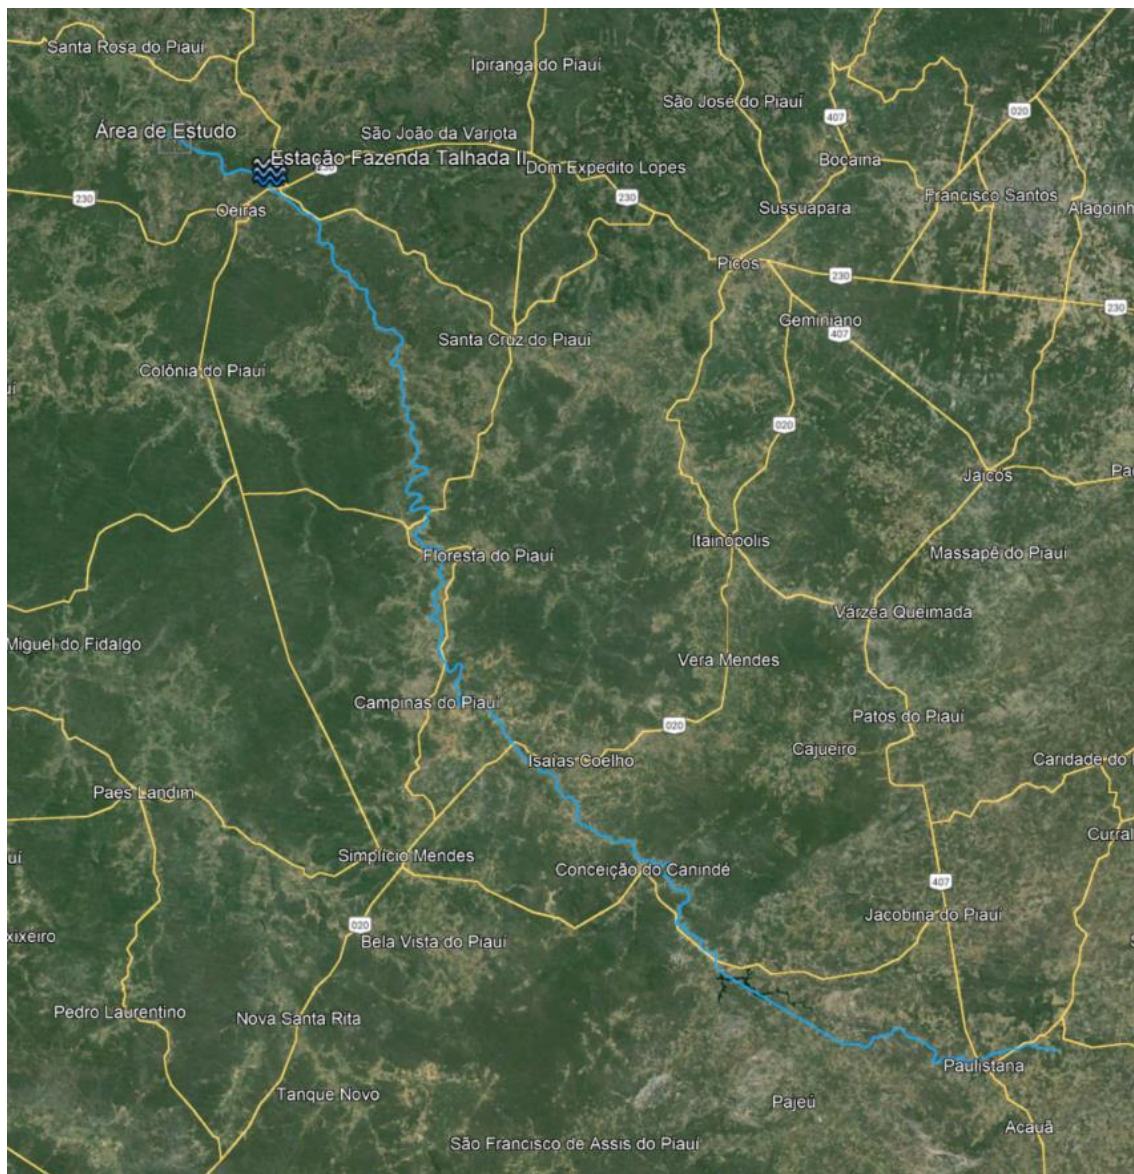 Santa Rosa do Piauí
Ipiranga do Piauí
São José do Piauí
020
407
Área de Estudo
São João da Varjota
Bocaina
Estação Fazenda Talhada II
230
Dom Expedito Lopes
230
230
Francisco Santos
Oeiras
Sussuapara
Alagoinh
Picos
230
230
Geminiano
407
Santa Cruz do Piauí
Colônia do Piauí
020
Jaicós
Itainópolis
Floresta do Piauí
Massapê do Piauí
Várzea Queimada
Miguel do Fidalgo
Vera Mendes
Campinas do Piauí
Patos do Piauí
020
Cajueiro
Isaías Coelho
Caridade do
Paes Landim
Curral
Simplício Mendes
Conceição do Canindé
407
Jacobina do Piauí
020
Bela Vista do Piauí
xixéiro
Pedro Laurentino
Nova Santa Rita
Paulistana
Tanque Novo
Pajeú
Acauã
São Francisco de Assis do Piauí